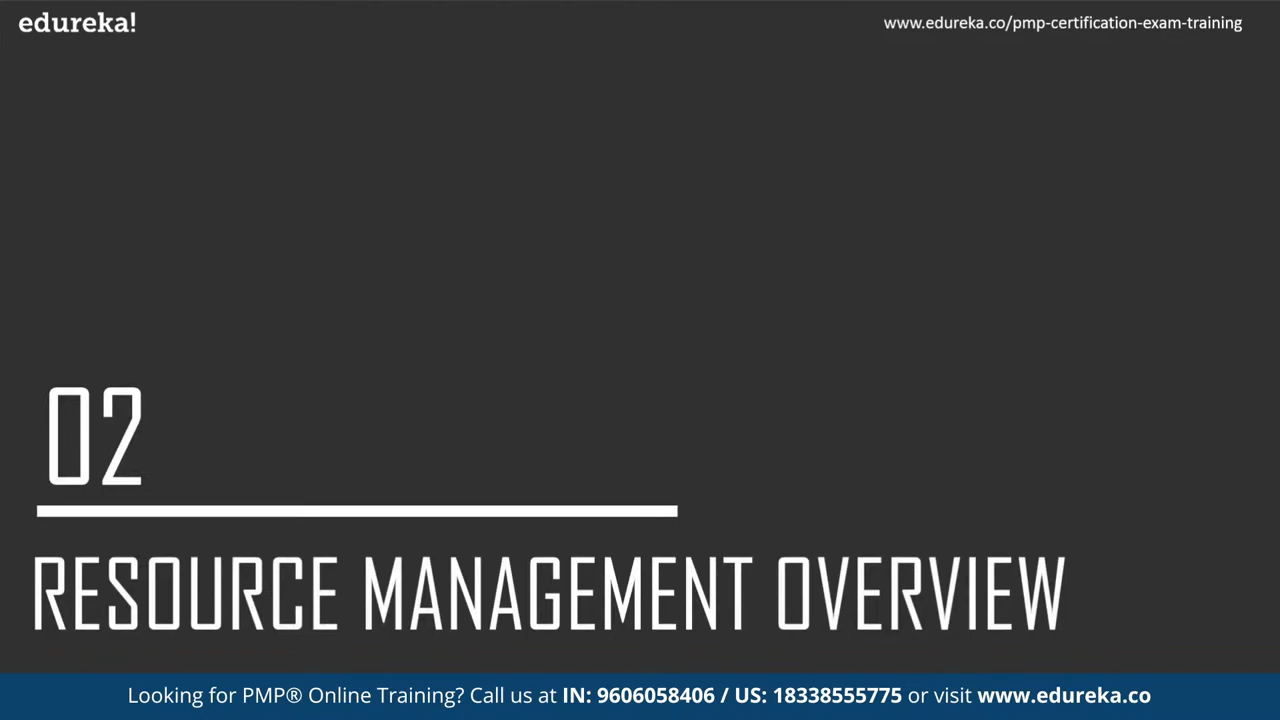 edureka!
www.edureka.co/pmp-certification-exam-training
02
RESOURCE MANAGEMENT OVERVIEW
Looking for PMP® Online Training? Call us at IN: 9606058406 / US: 18338555775 or visit www.edureka.co